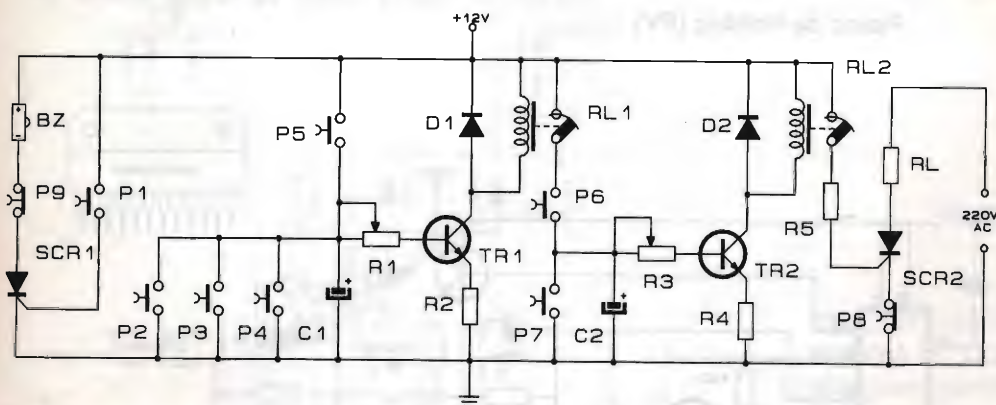 +12V
RL2
BZ
D1
RL1
D2
P5
RL
P9
P1
P6
R5
220V
AC
SCR1
R1
TR1
R3
TR2
SCR2
P2
P3
P4
C1
R2
P7
C2
R4
P8